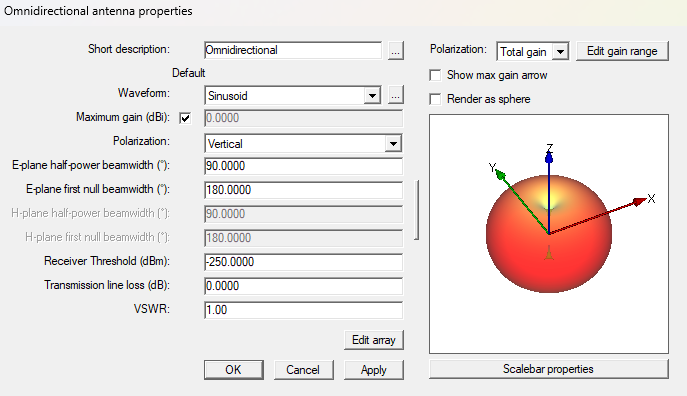 Omnidirectional antenna properties
Short description: Omnidirectional ...
Default
Waveform: Sinusoid ...
Maximum gain (dBi): 0.0000
Polarization: Vertical
E-plane half-power beamwidth (°): 90.0000
E-plane first null beamwidth (°): 180.0000
H-plane half-power beamwidth (°): 90.0000
H-plane first null beamwidth (°): 180.0000
Receiver Threshold (dBm): -250.0000
Transmission line loss (dB): 0.0000
VSWR: 1.00
Edit array
OK Cancel Apply
Polarization: Total gain Edit gain range
Show max gain arrow
Render as sphere
Z
Y
X
Scalebar properties